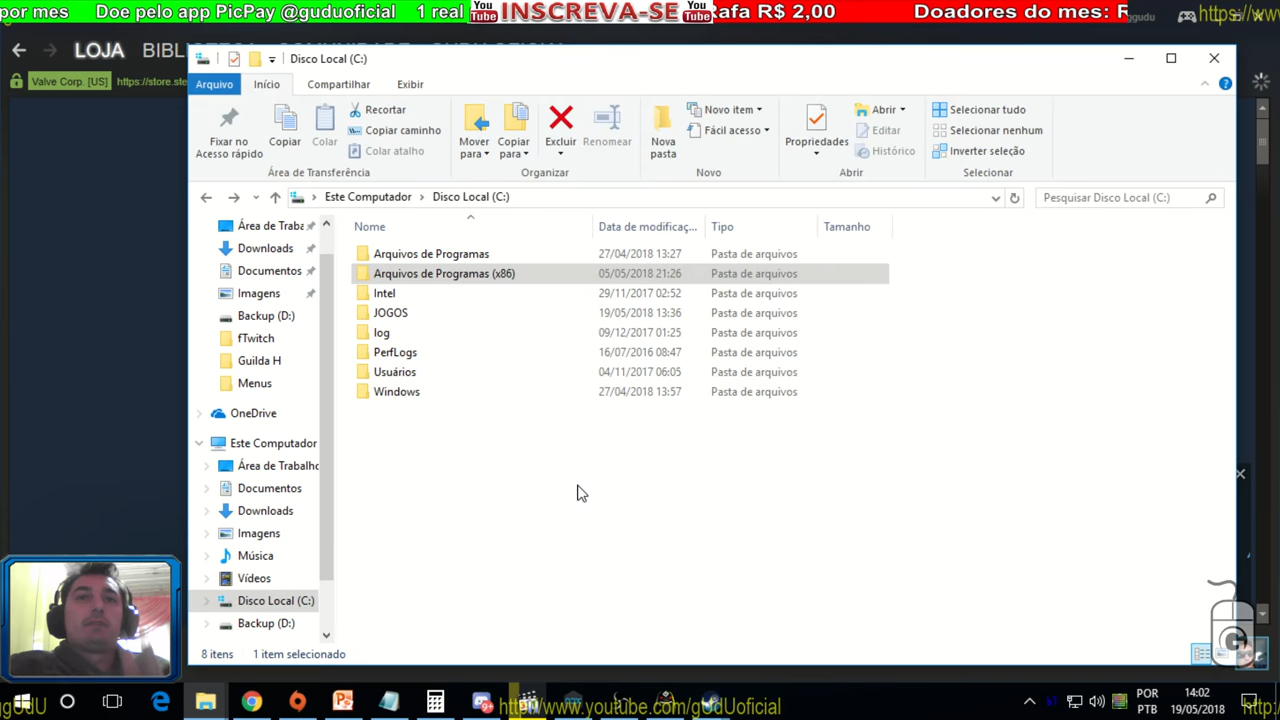 por mes Doe pelo app PicPay @guduoficial 1 real
You Tube INSCREVA-SE You Tube
Rafa R$ 2,00 Doadores do mes: R
LOJA
Valve Corp. [US] https://store.ste
Disco Local (C:)
Arquivo Início Compartilhar Exibir
Fixar no Acesso rápido
Copiar
Colar
Recortar
Copiar caminho
Colar atalho
Mover para
Copiar para
Excluir
Renomear
Nova pasta
Novo item
Fácil acesso
Propriedades
Abrir
Editar
Histórico
Selecionar tudo
Selecionar nenhum
Inverter seleção
Área de Transferência Organizar Novo Abrir Selecionar
Este Computador Disco Local (C:) Pesquisar Disco Local (C:)
Área de Traba
Downloads
Documentos
Imagens
Backup (D:)
fTwitch
Guilda H
Menus
OneDrive
Este Computador
Área de Trabalho
Documentos
Downloads
Imagens
Música
Vídeos
Disco Local (C:)
Backup (D:)
Nome Data de modificaç... Tipo Tamanho
Arquivos de Programas 27/04/2018 13:27 Pasta de arquivos
Arquivos de Programas (x86) 05/05/2018 21:26 Pasta de arquivos
Intel 29/11/2017 02:52 Pasta de arquivos
JOGOS 19/05/2018 13:36 Pasta de arquivos
log 09/12/2017 01:25 Pasta de arquivos
PerfLogs 16/07/2016 08:47 Pasta de arquivos
Usuários 04/11/2017 06:05 Pasta de arquivos
Windows 27/04/2018 13:57 Pasta de arquivos
8 itens 1 item selecionado
G
http://www.youtube.com/gUdUoficial
POR
PTB
14:02
19/05/2018